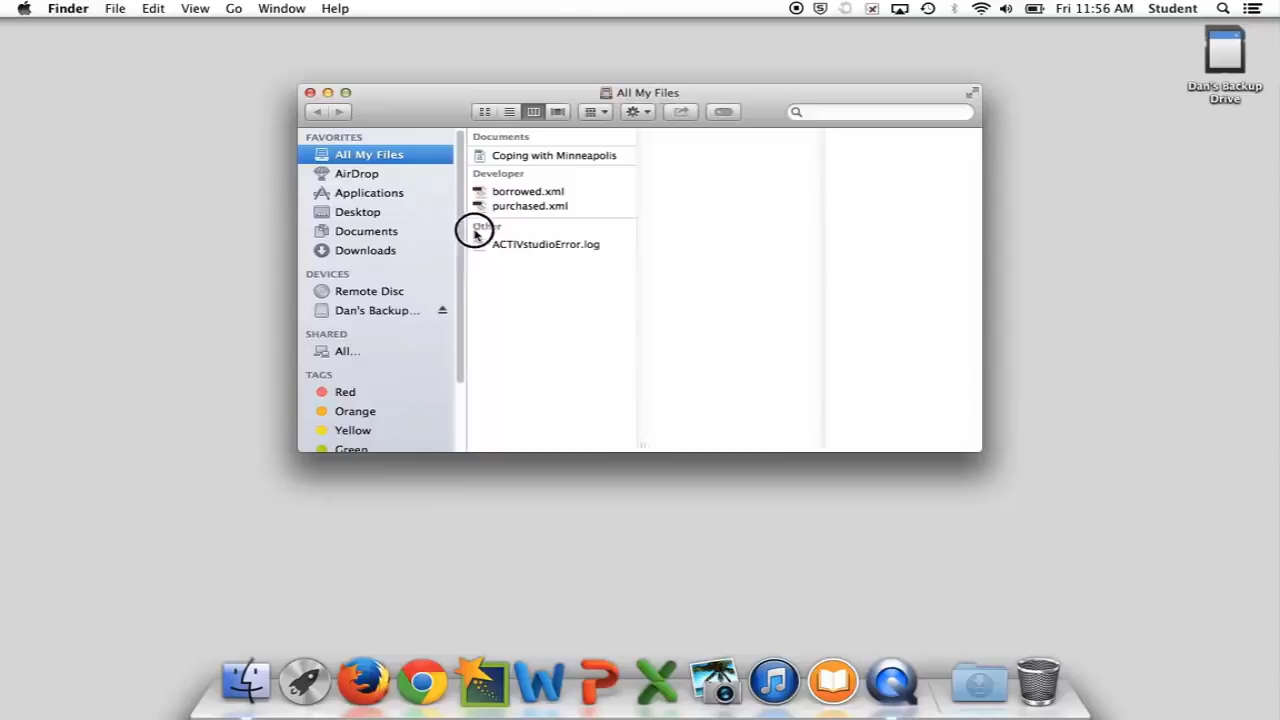 Finder File Edit View Go Window Help Fri 11:56 AM Student
Dan's Backup
Drive
All My Files
FAVORITES
All My Files
AirDrop
Applications
Desktop
Documents
Downloads
DEVICES
Remote Disc
Dan's Backup...
SHARED
All...
TAGS
Red
Orange
Yellow
Green
Documents
Coping with Minneapolis
Developer
borrowed.xml
purchased.xml
Other
ACTIVstudioError.log